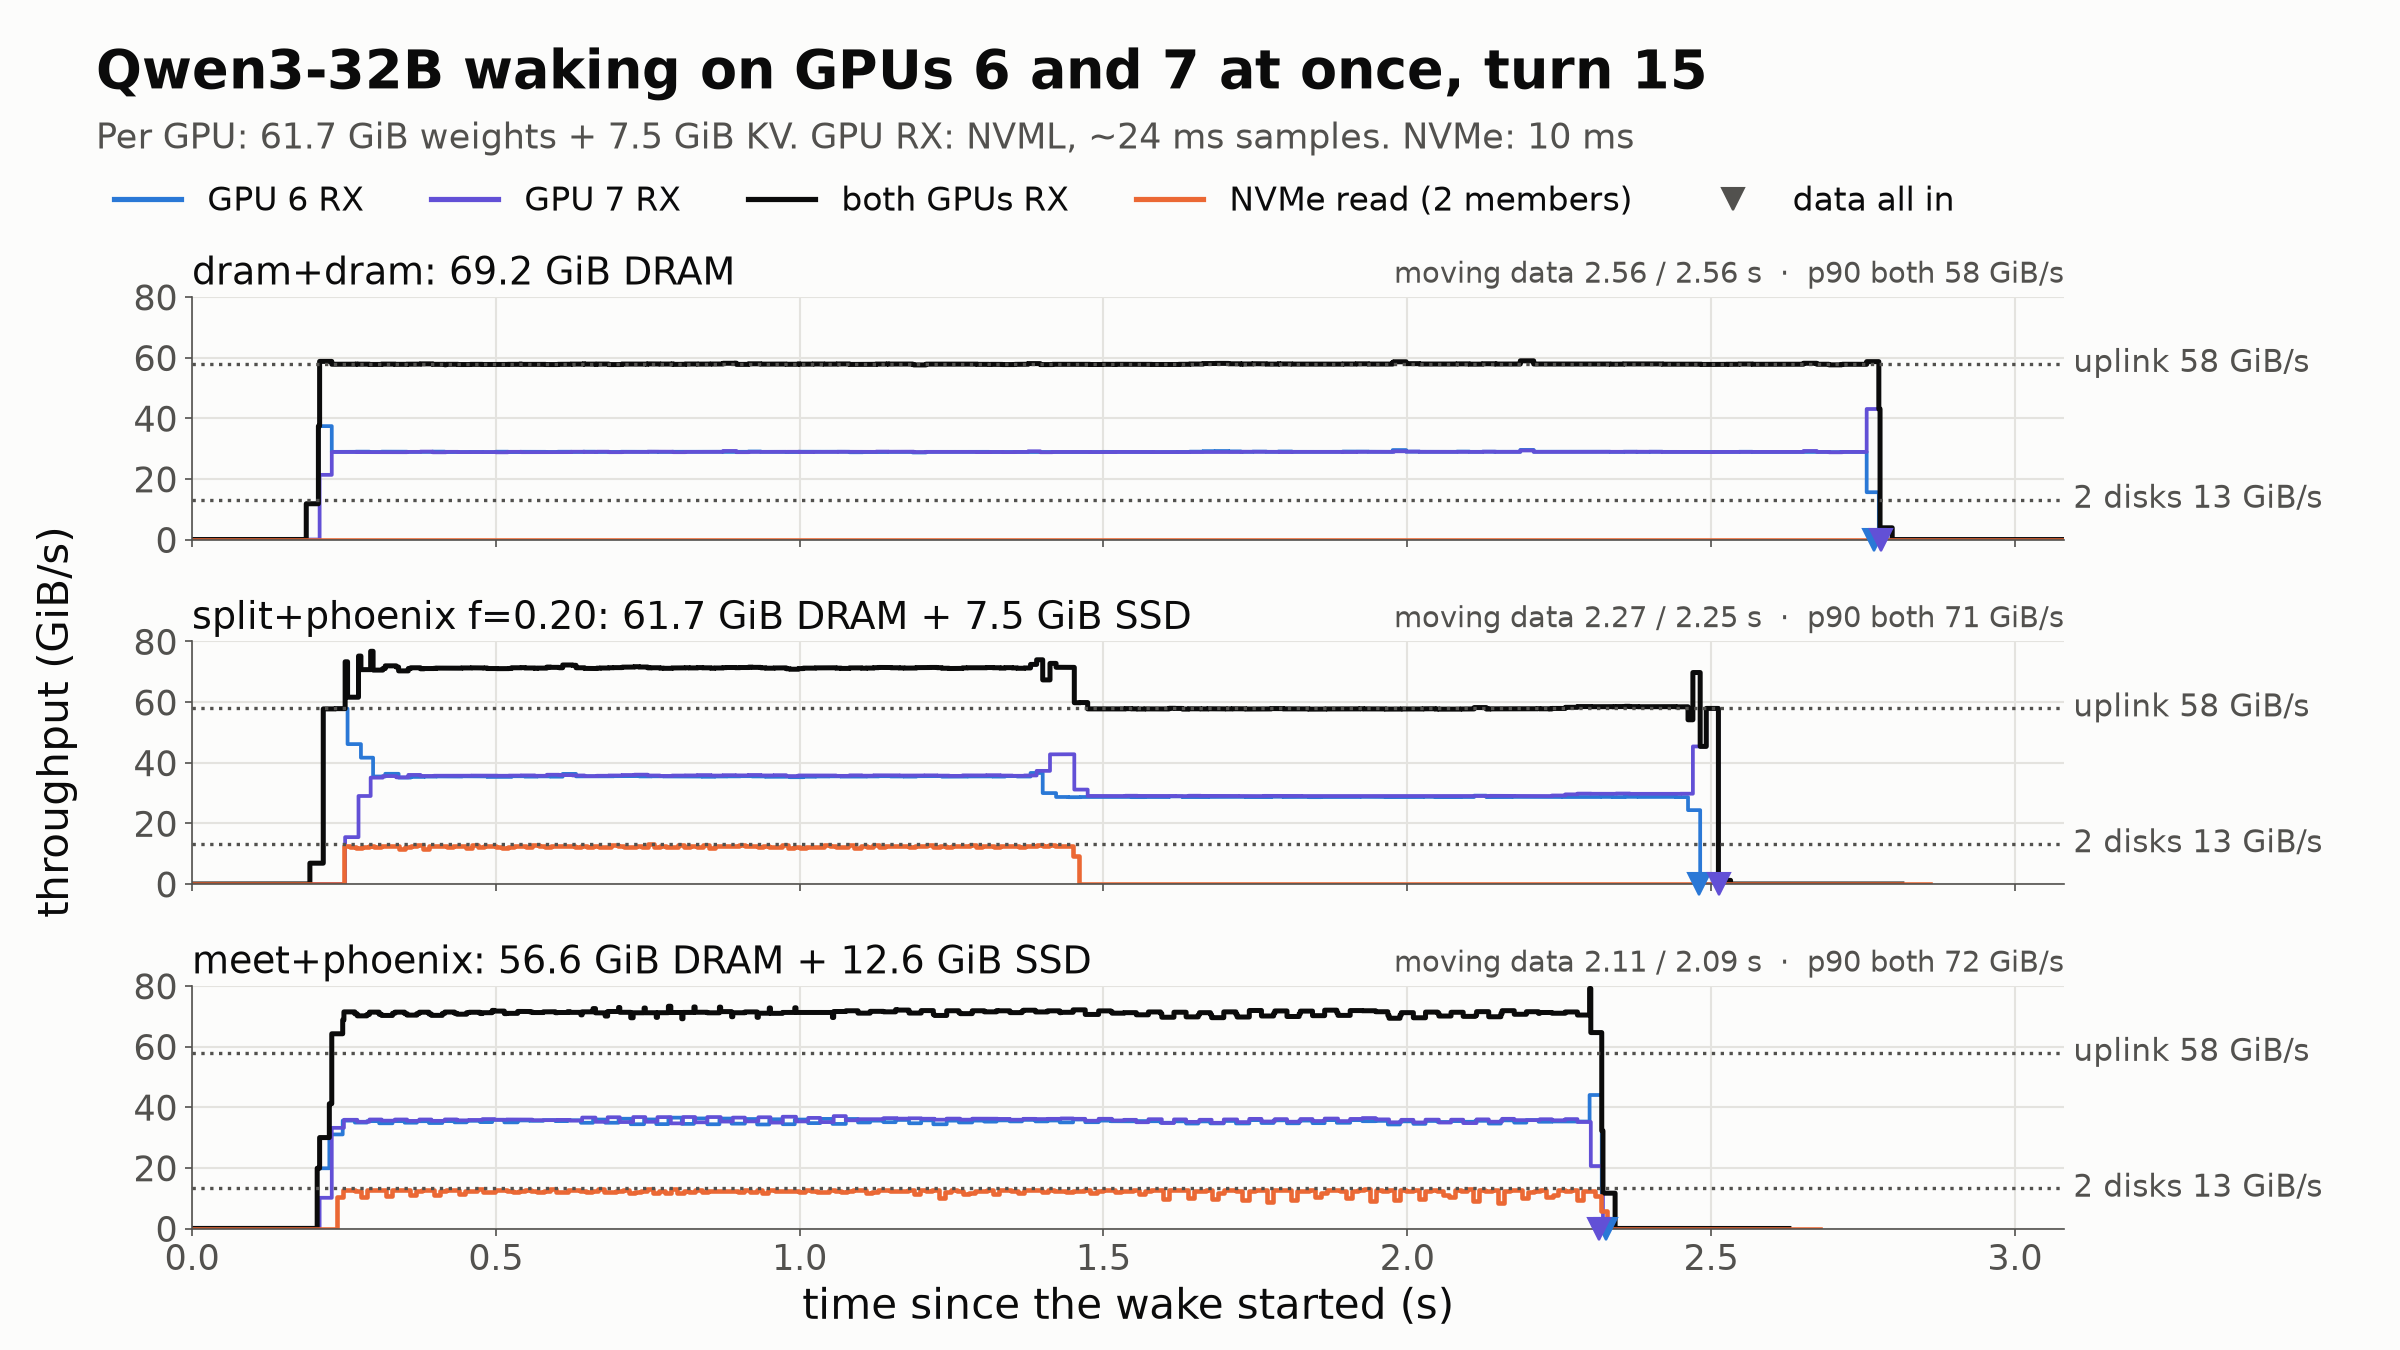 Qwen3-32B waking on GPUs 6 and 7 at once, turn 15
Per GPU: 61.7 GiB weights + 7.5 GiB KV. GPU RX: NVML, ~24 ms samples. NVMe: 10 ms
GPU 6 RX
GPU 7 RX
both GPUs RX
NVMe read (2 members)
data all in
throughput (GiB/s)
dram+dram: 69.2 GiB DRAM
moving data 2.56 / 2.56 s · p90 both 58 GiB/s
80
60
40
20
0
uplink 58 GiB/s
2 disks 13 GiB/s
split+phoenix f=0.20: 61.7 GiB DRAM + 7.5 GiB SSD
moving data 2.27 / 2.25 s · p90 both 71 GiB/s
80
60
40
20
0
uplink 58 GiB/s
2 disks 13 GiB/s
meet+phoenix: 56.6 GiB DRAM + 12.6 GiB SSD
moving data 2.11 / 2.09 s · p90 both 72 GiB/s
80
60
40
20
0
uplink 58 GiB/s
2 disks 13 GiB/s
0.0 0.5 1.0 1.5 2.0 2.5 3.0
time since the wake started (s)